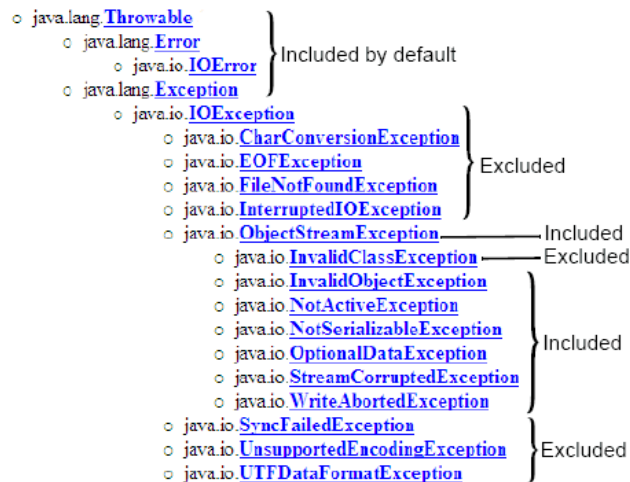 java.lang.Throwable
java.lang.Error
java.io.IOError
java.lang.Exception
Included by default
java.io.IOException
java.io.CharConversionException
java.io.EOFException
java.io.FileNotFoundException
java.io.InterruptedIOException
Excluded
java.io.ObjectStreamException Included
java.io.InvalidClassException Excluded
java.io.InvalidObjectException
java.io.NotActiveException
java.io.NotSerializableException
java.io.OptionalDataException
java.io.StreamCorruptedException
java.io.WriteAbortedException
Included
java.io.SyncFailedException
java.io.UnsupportedEncodingException
java.io.UTFDataFormatException
Excluded